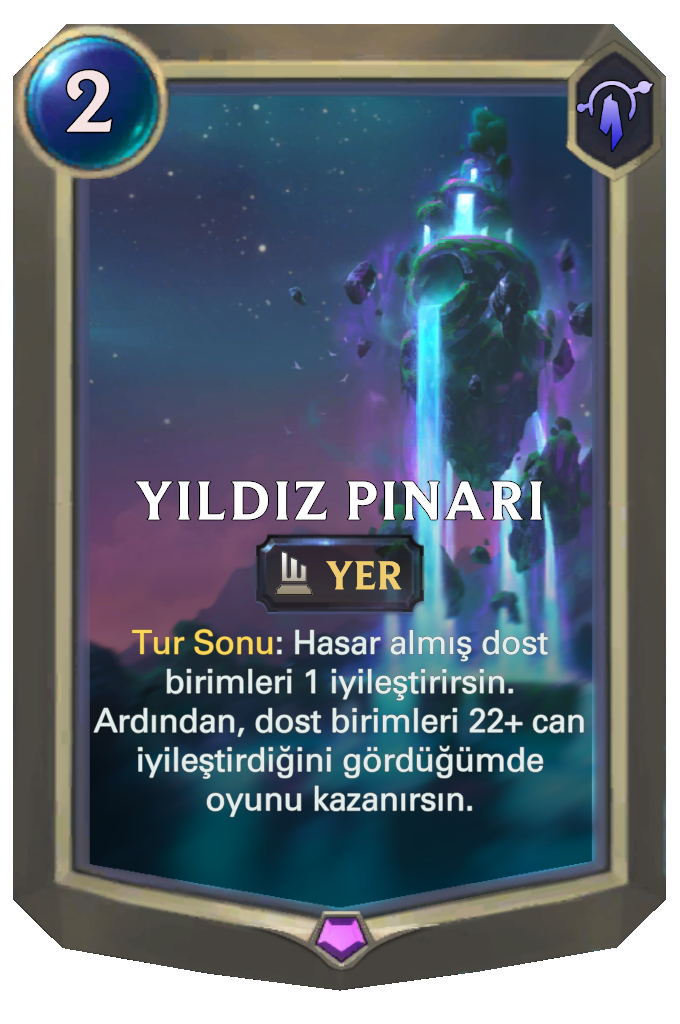 2
YILDIZ PINARI
YER
Tur Sonu: Hasar almış dost
birimleri 1 iyileştirirsin.
Ardından, dost birimleri 22+ can
iyileştirdiğini gördüğümde
oyunu kazanırsın.